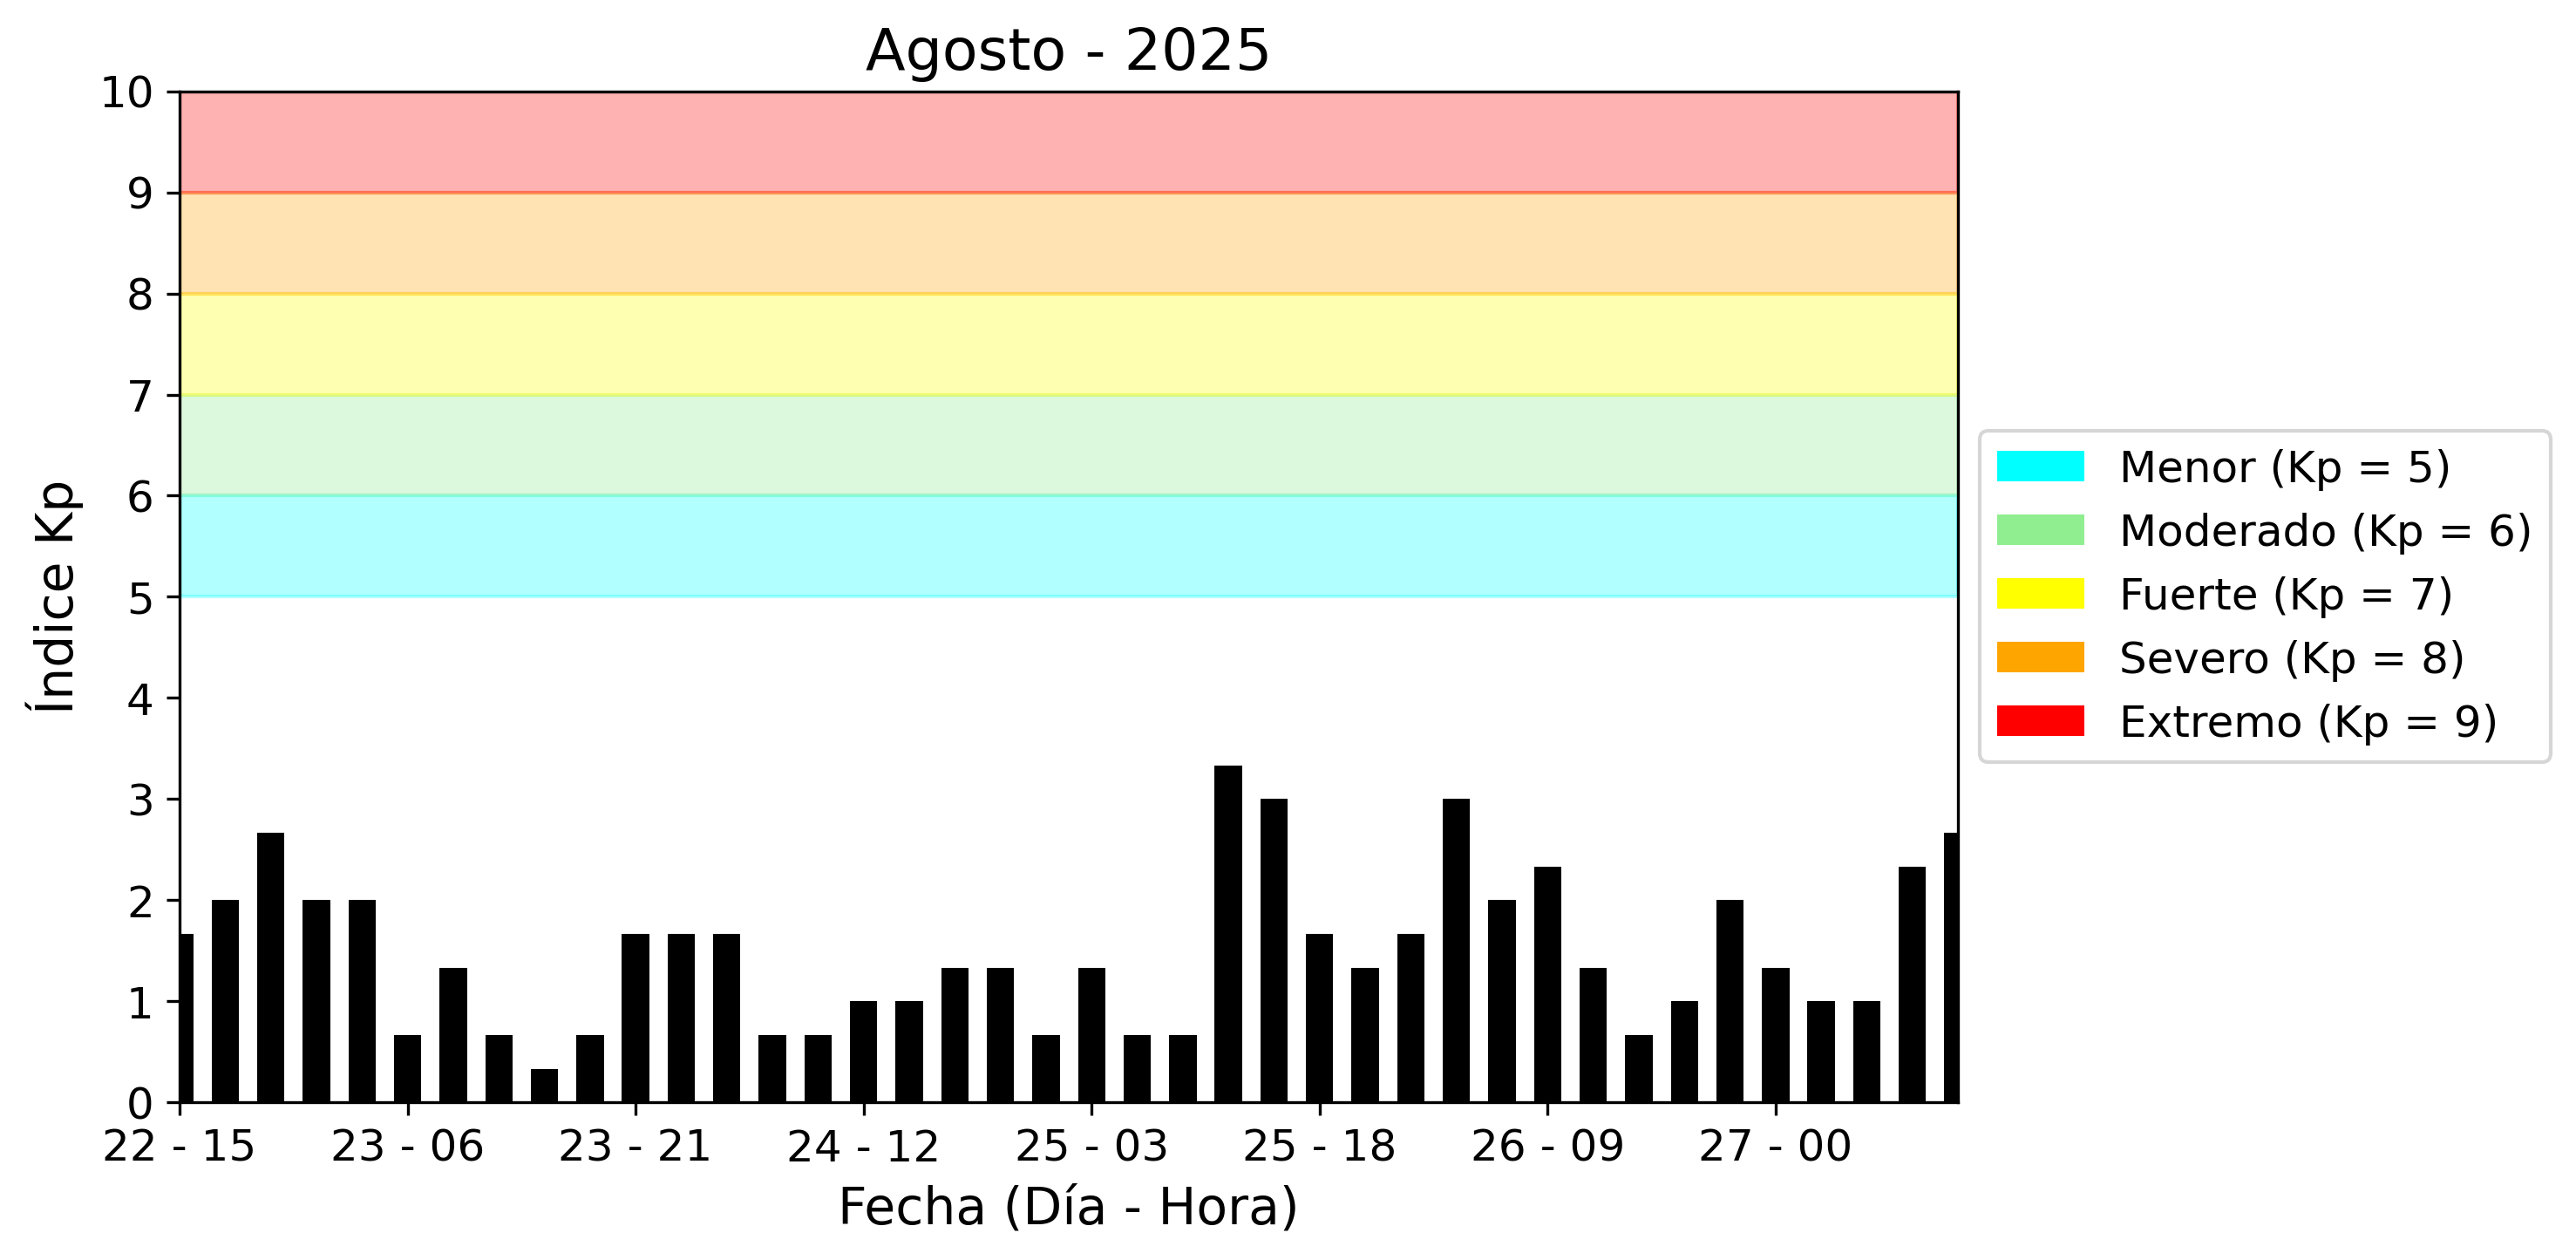 Agosto - 2025
Índice Kp
10
9
8
7
6
5
4
3
2
1
0
22 - 15
23 - 06
23 - 21
24 - 12
25 - 03
25 - 18
26 - 09
27 - 00
Fecha (Día - Hora)
Menor (Kp = 5)
Moderado (Kp = 6)
Fuerte (Kp = 7)
Severo (Kp = 8)
Extremo (Kp = 9)